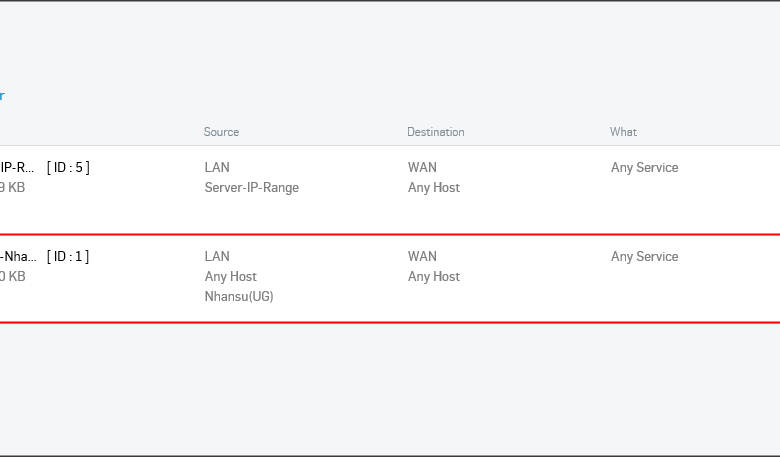 r
Source Destination What
IP-R... [ ID : 5 ] LAN WAN Any Service
9 KB Server-IP-Range Any Host
-Nha... [ ID : 1 ] LAN WAN Any Service
0 KB Any Host Any Host
Nhansu(UG)